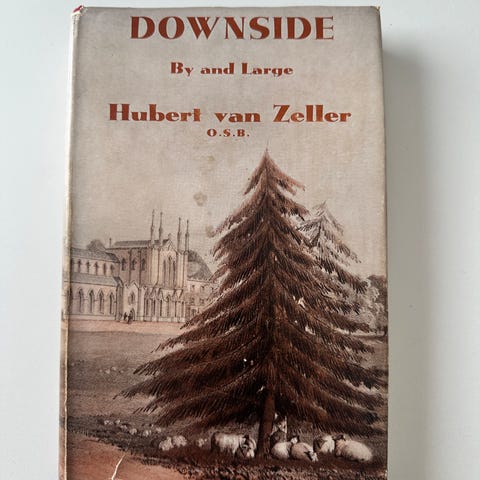 DOWNSIDE
By and Large
Hubert van Zeller
O.S.B.